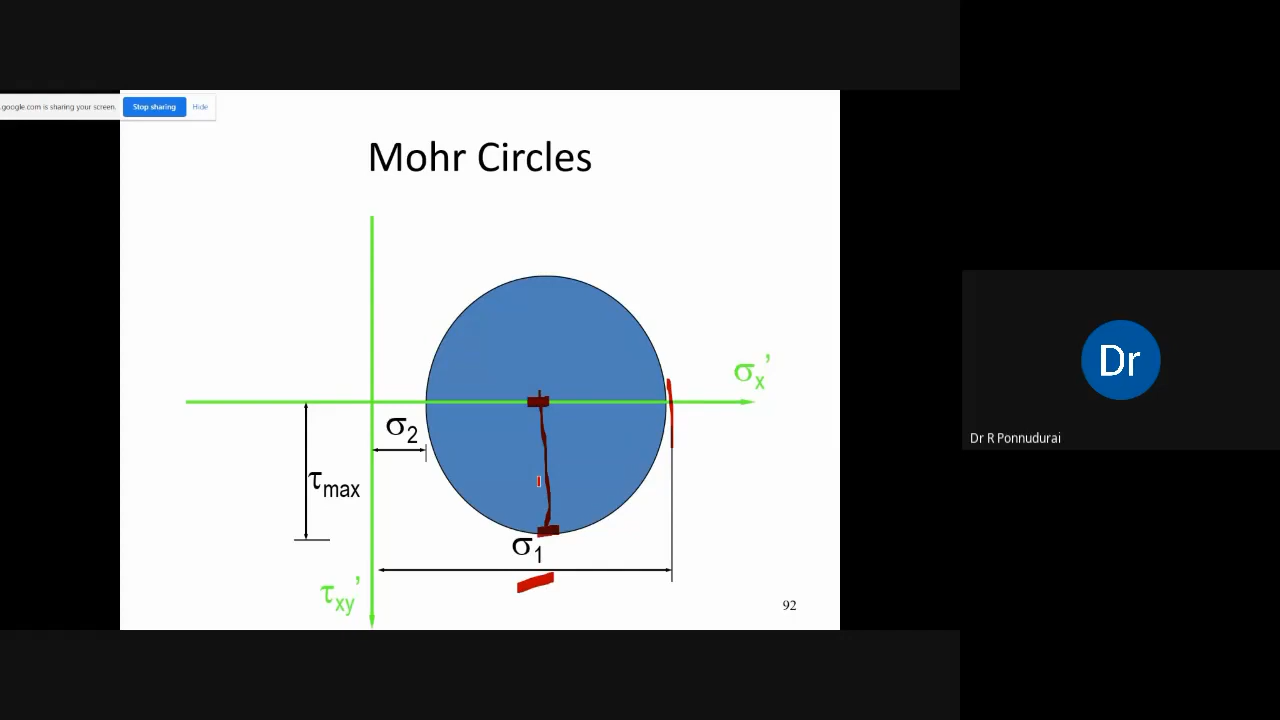 .google.com is sharing your screen. Stop sharing Hide
Mohr Circles
σx'
σ2
τmax
σ1
τxy'
92
Dr
Dr R Ponnudurai